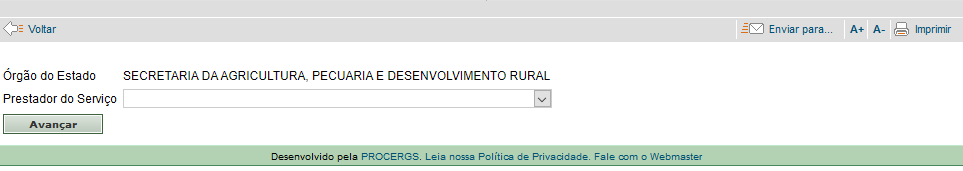 Voltar Enviar para... A+ A- Imprimir
Órgão do Estado SECRETARIA DA AGRICULTURA, PECUARIA E DESENVOLVIMENTO RURAL
Prestador do Serviço
Avançar
Desenvolvido pela PROCERGS. Leia nossa Política de Privacidade. Fale com o Webmaster